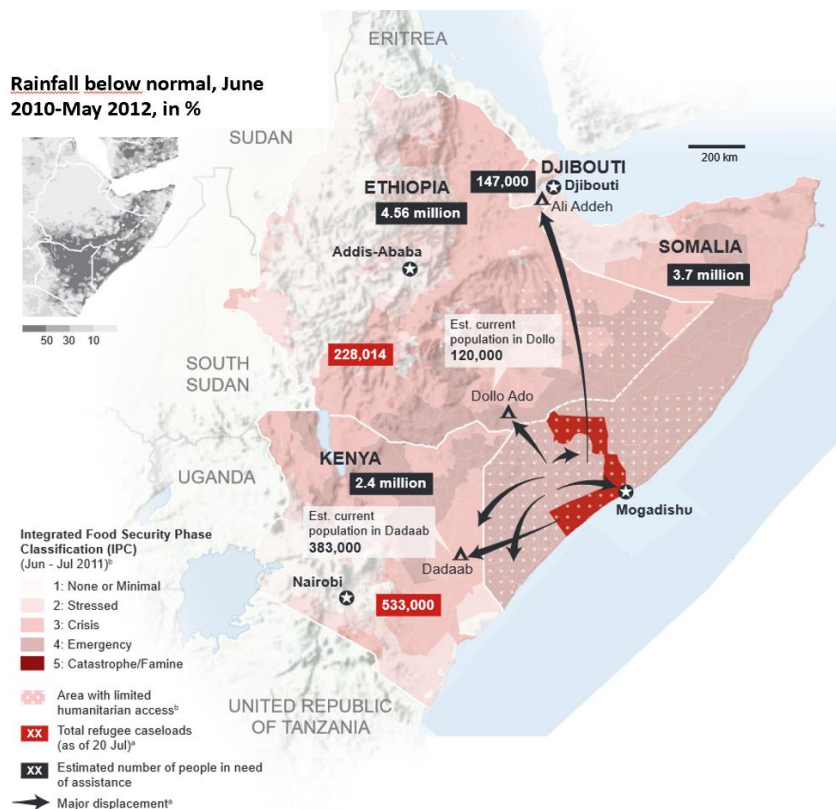 Rainfall below normal, June
2010-May 2012, in %
50 30 10
ERITREA
SUDAN
200 km
DJIBOUTI
147,000
Djibouti
Ali Addeh
ETHIOPIA
4.56 million
Addis-Ababa
SOMALIA
3.7 million
Est. current
population in Dollo
120,000
228,014
SOUTH
SUDAN
Dollo Ado
KENYA
2.4 million
UGANDA
Mogadishu
Est. current
population in Dadaab
383,000
Dadaab
Nairobi
533,000
UNITED REPUBLIC
OF TANZANIA
Integrated Food Security Phase
Classification (IPC)
(Jun - Jul 2011)ᵇ
1: None or Minimal
2: Stressed
3: Crisis
4: Emergency
5: Catastrophe/Famine
Area with limited
humanitarian accessᵇ
XX Total refugee caseloads
(as of 20 Jul)ᵃ
XX Estimated number of people in need
of assistance
Major displacementᵃ